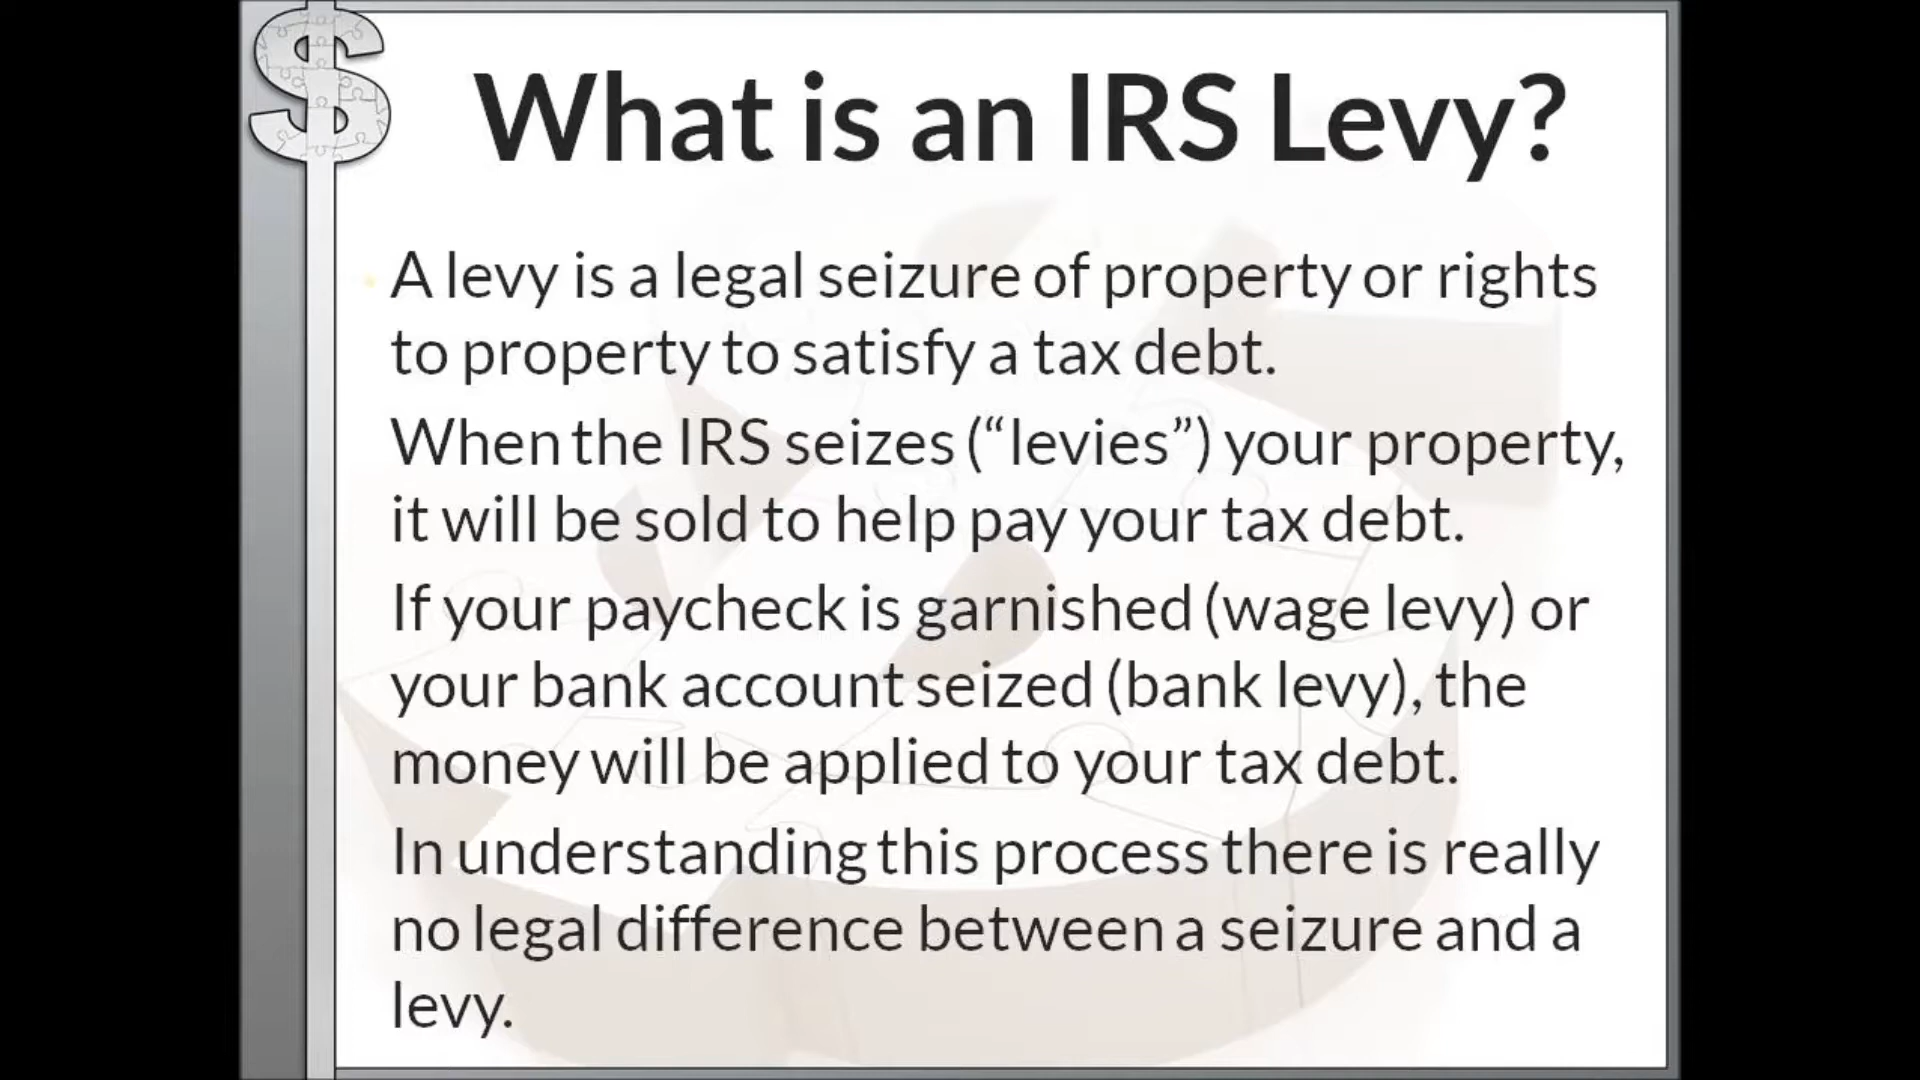 What is an IRS Levy?
A levy is a legal seizure of property or rights
to property to satisfy a tax debt.
When the IRS seizes (“levies”) your property,
it will be sold to help pay your tax debt.
If your paycheck is garnished (wage levy) or
your bank account seized (bank levy), the
money will be applied to your tax debt.
In understanding this process there is really
no legal difference between a seizure and a
levy.